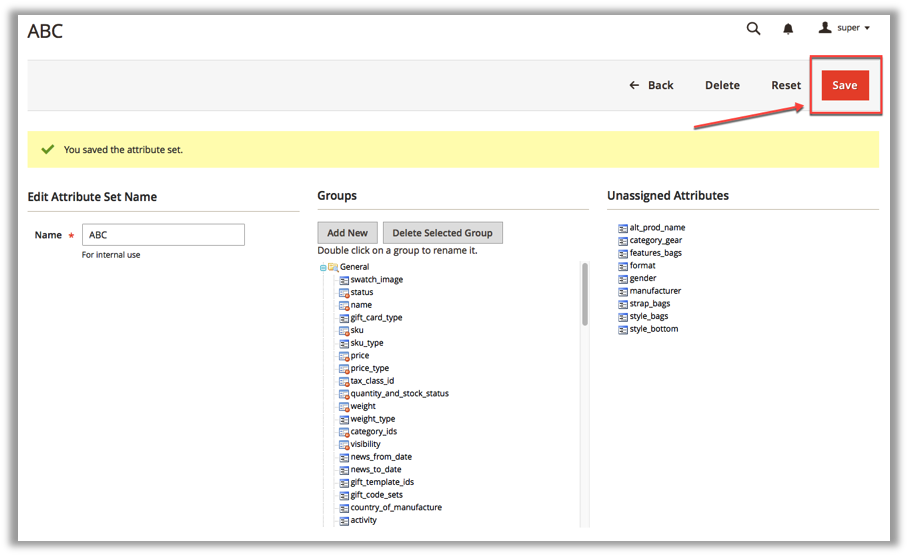 ABC
super
Back Delete Reset Save
You saved the attribute set.
Edit Attribute Set Name
Name *
ABC
For internal use
Groups
Add New Delete Selected Group
Double click on a group to rename it.
General
swatch_image
status
name
gift_card_type
sku
sku_type
price
price_type
tax_class_id
quantity_and_stock_status
weight
weight_type
category_ids
visibility
news_from_date
news_to_date
gift_template_ids
gift_code_sets
country_of_manufacture
activity
Unassigned Attributes
alt_prod_name
category_gear
features_bags
format
gender
manufacturer
strap_bags
style_bags
style_bottom